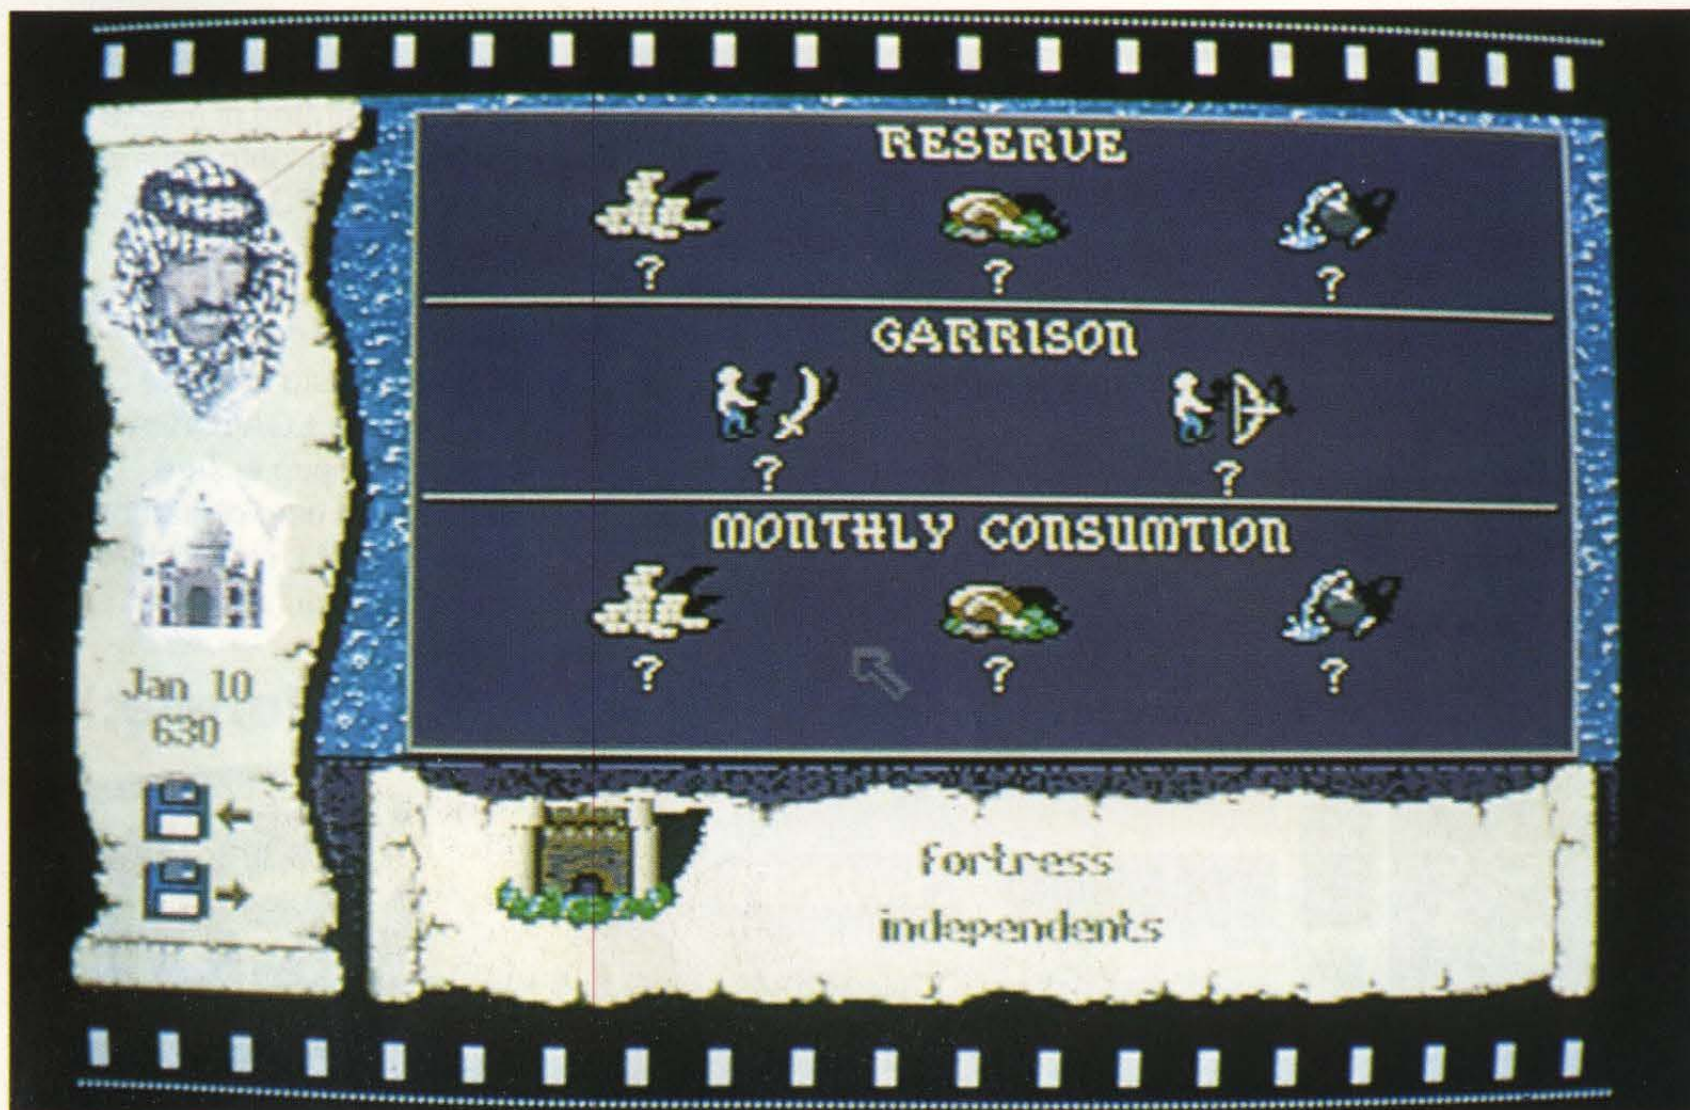 RESERVE
? ? ?
GARRISON
? ?
MONTHLY CONSUMTION
? ? ?
Jan 10
630
fortress
independents